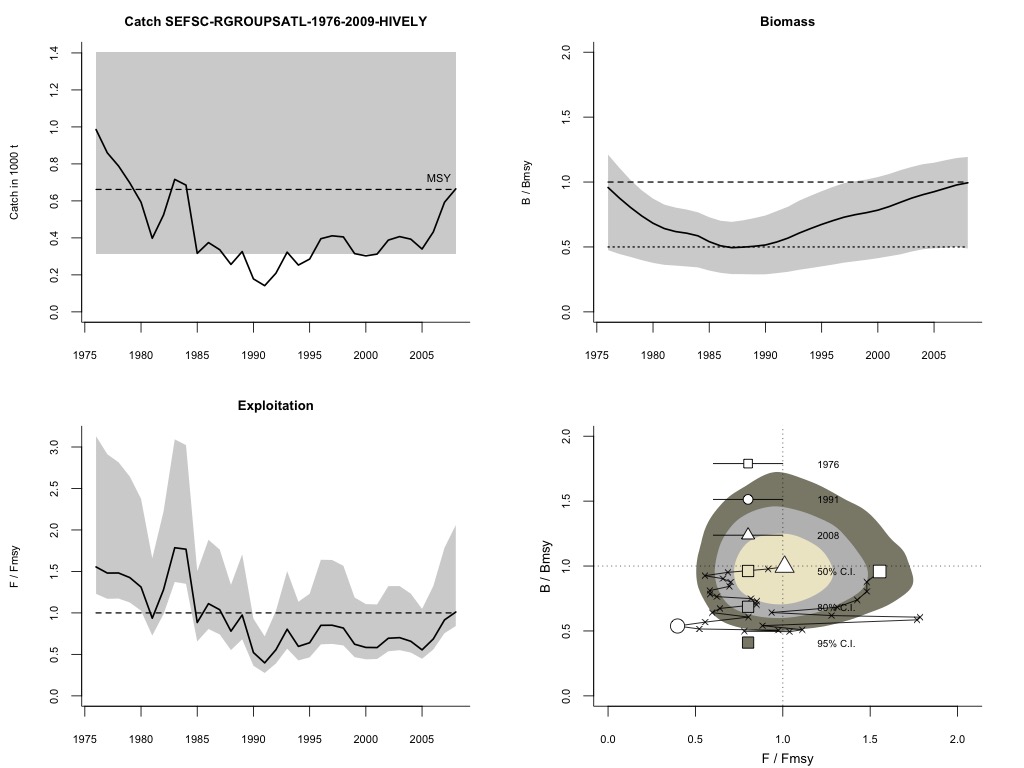 Catch SEFSC-RGROUPSATL-1976-2009-HIVELY
Catch in 1000 t
0.0 0.2 0.4 0.6 0.8 1.0 1.2 1.4
MSY
1975 1980 1985 1990 1995 2000 2005
Biomass
B / Bmsy
0.0 0.5 1.0 1.5 2.0
1975 1980 1985 1990 1995 2000 2005
Exploitation
F / Fmsy
0.0 0.5 1.0 1.5 2.0 2.5 3.0
1975 1980 1985 1990 1995 2000 2005
B / Bmsy
0.0 0.5 1.0 1.5 2.0
1976
1991
2008
50% C.I.
80% C.I.
95% C.I.
0.0 0.5 1.0 1.5 2.0
F / Fmsy